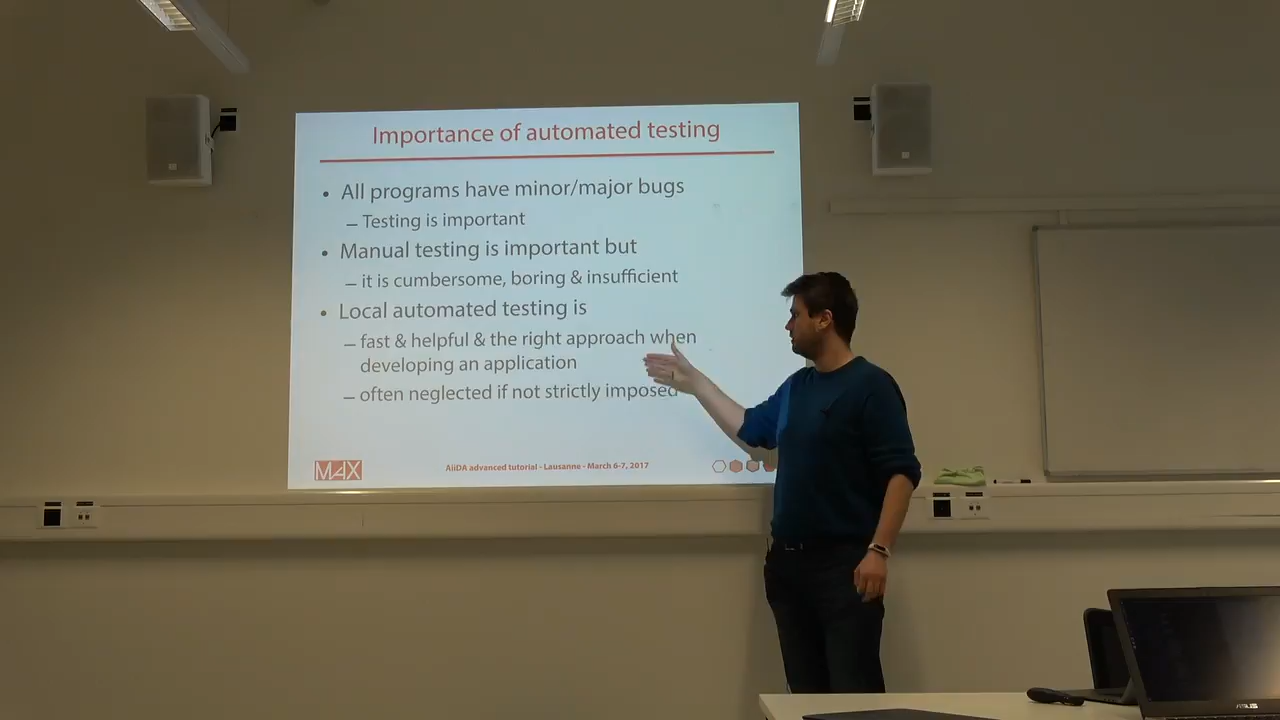 Importance of automated testing
• All programs have minor/major bugs
– Testing is important
• Manual testing is important but
– it is cumbersome, boring & insufficient
• Local automated testing is
– fast & helpful & the right approach when
developing an application
– often neglected if not strictly imposed
MAX
AiiDA advanced tutorial - Lausanne - March 6-7, 2017
ASUS